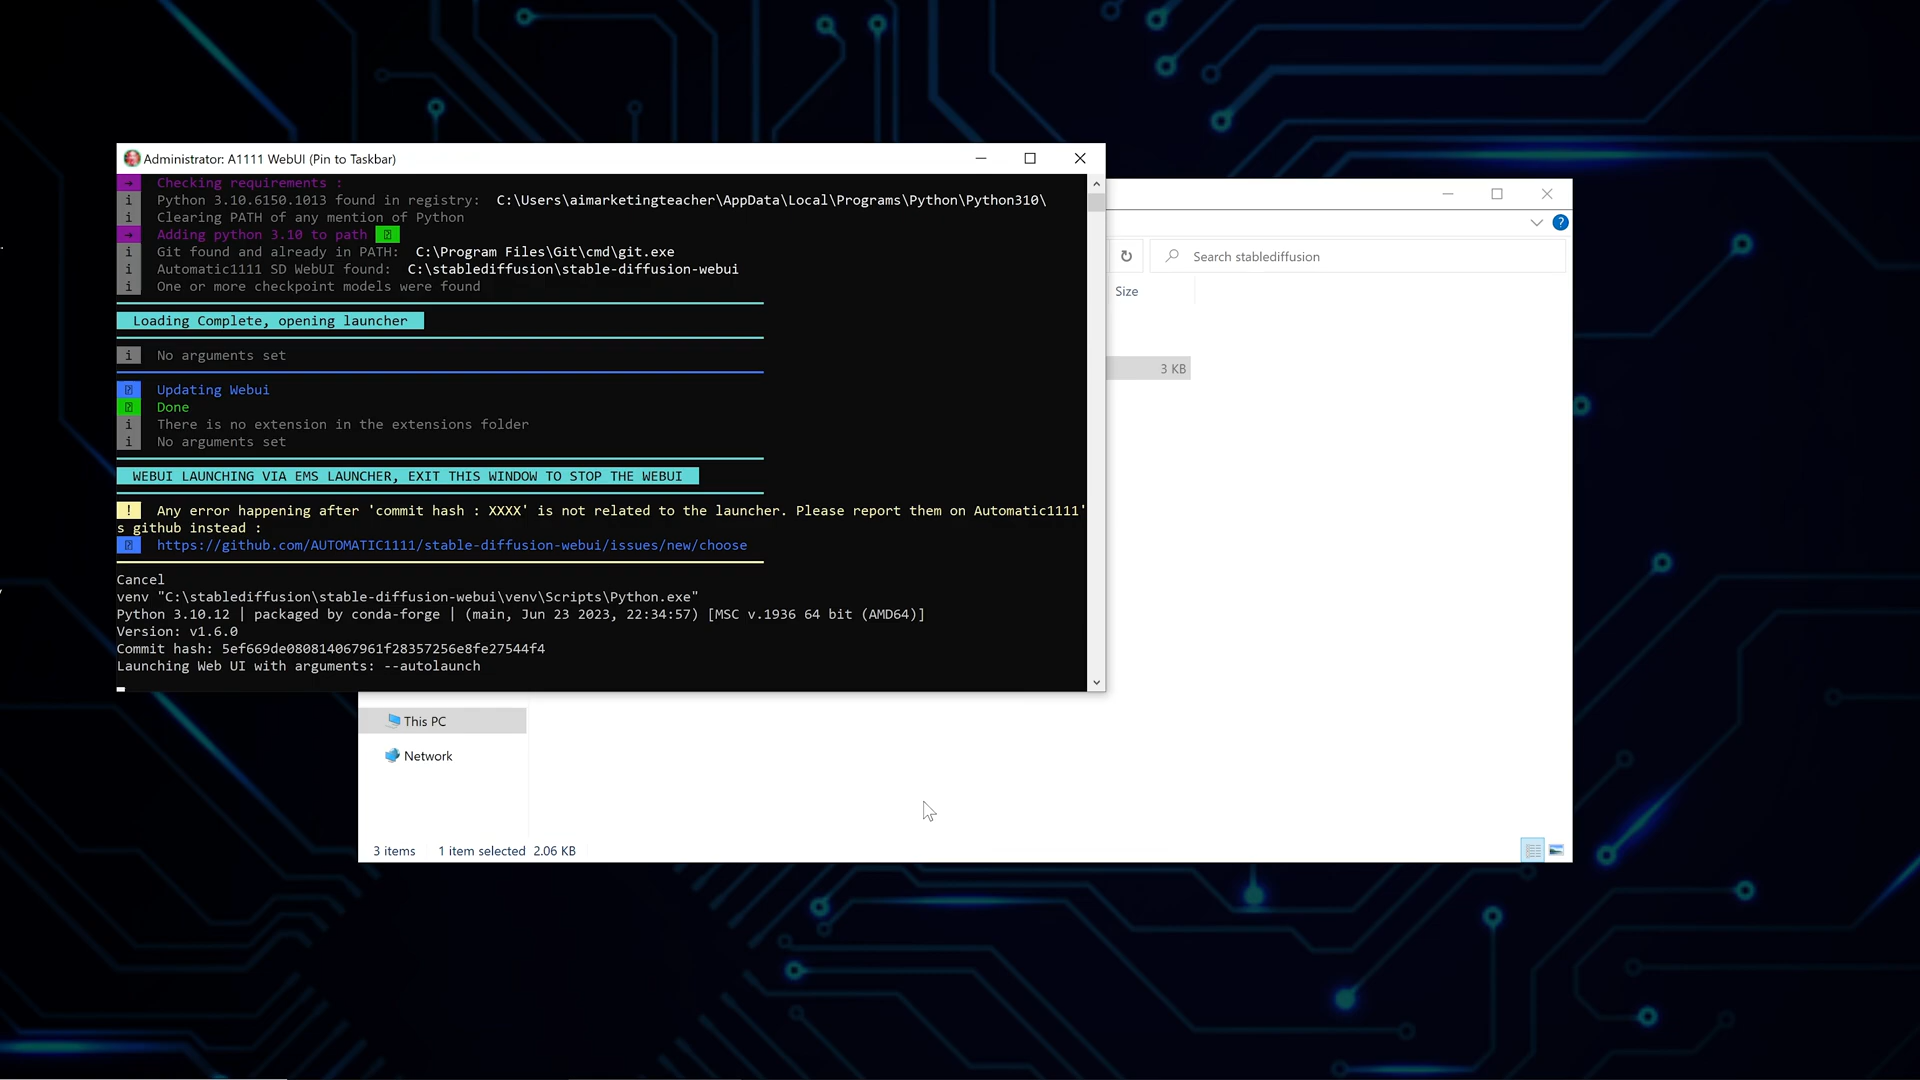 Administrator: A1111 WebUI (Pin to Taskbar)
Checking requirements :
i Python 3.10.6150.1013 found in registry: C:\Users\aimarketingteacher\AppData\Local\Programs\Python\Python310\
i Clearing PATH of any mention of Python
Adding python 3.10 to path
i Git found and already in PATH: C:\Program Files\Git\cmd\git.exe
i Automatic1111 SD WebUI found: C:\stablediffusion\stable-diffusion-webui
i One or more checkpoint models were found
Loading Complete, opening launcher
i No arguments set
Updating Webui
Done
i There is no extension in the extensions folder
i No arguments set
WEBUI LAUNCHING VIA EMS LAUNCHER, EXIT THIS WINDOW TO STOP THE WEBUI
! Any error happening after 'commit hash : XXXX' is not related to the launcher. Please report them on Automatic1111'
s github instead :
https://github.com/AUTOMATIC1111/stable-diffusion-webui/issues/new/choose
Cancel
venv "C:\stablediffusion\stable-diffusion-webui\venv\Scripts\Python.exe"
Python 3.10.12 | packaged by conda-forge | (main, Jun 23 2023, 22:34:57) [MSC v.1936 64 bit (AMD64)]
Version: v1.6.0
Commit hash: 5ef669de080814067961f28357256e8fe27544f4
Launching Web UI with arguments: --autolaunch
?
Search stablediffusion
Size
3 KB
This PC
Network
3 items 1 item selected 2.06 KB